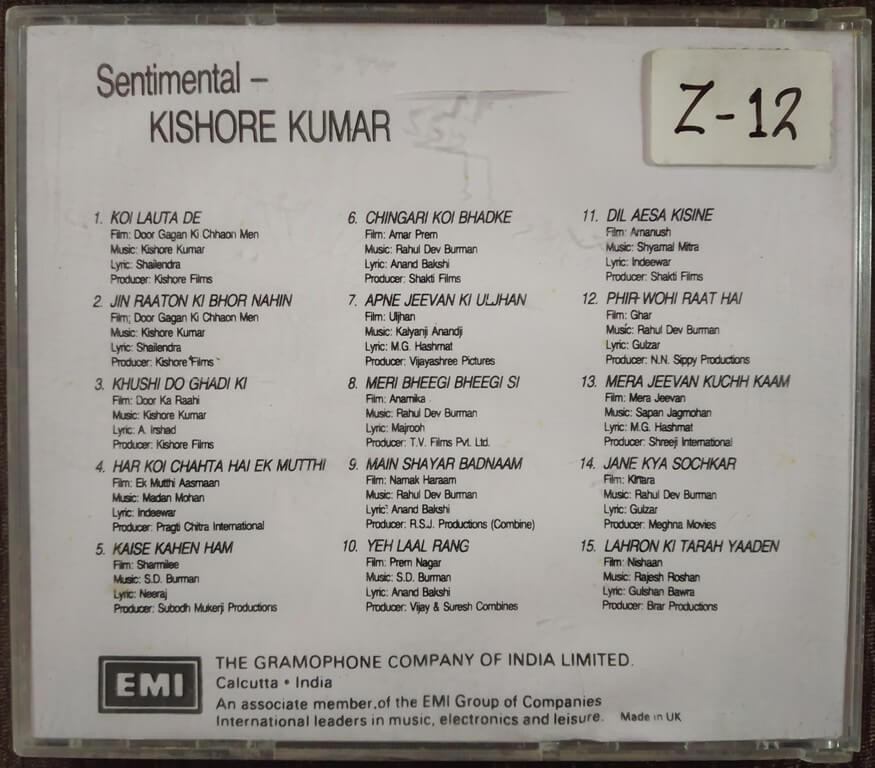 Sentimental –
KISHORE KUMAR
Z-12
1. KOI LAUTA DE
Film: Door Gagan Ki Chhaon Men
Music: Kishore Kumar
Lyric: Shailendra
Producer: Kishore Films
2. JIN RAATON KI BHOR NAHIN
Film: Door Gagan Ki Chhaon Men
Music: Kishore Kumar
Lyric: Shailendra
Producer: Kishore Films
3. KHUSHI DO GHADI KI
Film: Door Ka Raahi
Music: Kishore Kumar
Lyric: A. Irshad
Producer: Kishore Films
4. HAR KOI CHAHTA HAI EK MUTTHI
Film: Ek Mutthi Aasmaan
Music: Madan Mohan
Lyric: Indeewar
Producer: Pragti Chitra International
5. KAISE KAHEN HAM
Film: Sharmilee
Music: S.D. Burman
Lyric: Neeraj
Producer: Subodh Mukerji Productions
6. CHINGARI KOI BHADKE
Film: Amar Prem
Music: Rahul Dev Burman
Lyric: Anand Bakshi
Producer: Shakti Films
7. APNE JEEVAN KI ULJHAN
Film: Uljhan
Music: Kalyanji Anandji
Lyric: M.G. Hashmat
Producer: Vijayashree Pictures
8. MERI BHEEGI BHEEGI SI
Film: Anamika
Music: Rahul Dev Burman
Lyric: Majrooh
Producer: T.V. Films Pvt. Ltd.
9. MAIN SHAYAR BADNAAM
Film: Namak Haraam
Music: Rahul Dev Burman
Lyric: Anand Bakshi
Producer: R.S.J. Productions (Combine)
10. YEH LAAL RANG
Film: Prem Nagar
Music: S.D. Burman
Lyric: Anand Bakshi
Producer: Vijay & Suresh Combines
11. DIL AESA KISINE
Film: Amanush
Music: Shyamal Mitra
Lyric: Indeewar
Producer: Shakti Films
12. PHIR WOHI RAAT HAI
Film: Ghar
Music: Rahul Dev Burman
Lyric: Gulzar
Producer: N.N. Sippy Productions
13. MERA JEEVAN KUCHH KAAM
Film: Mera Jeevan
Music: Sapan Jagmohan
Lyric: M.G. Hashmat
Producer: Shreeji International
14. JANE KYA SOCHKAR
Film: Kinara
Music: Rahul Dev Burman
Lyric: Gulzar
Producer: Meghna Movies
15. LAHRON KI TARAH YAADEN
Film: Nishaan
Music: Rajesh Roshan
Lyric: Gulshan Bawra
Producer: Brar Productions
EMI
THE GRAMOPHONE COMPANY OF INDIA LIMITED.
Calcutta • India
An associate member of the EMI Group of Companies
International leaders in music, electronics and leisure. Made in UK